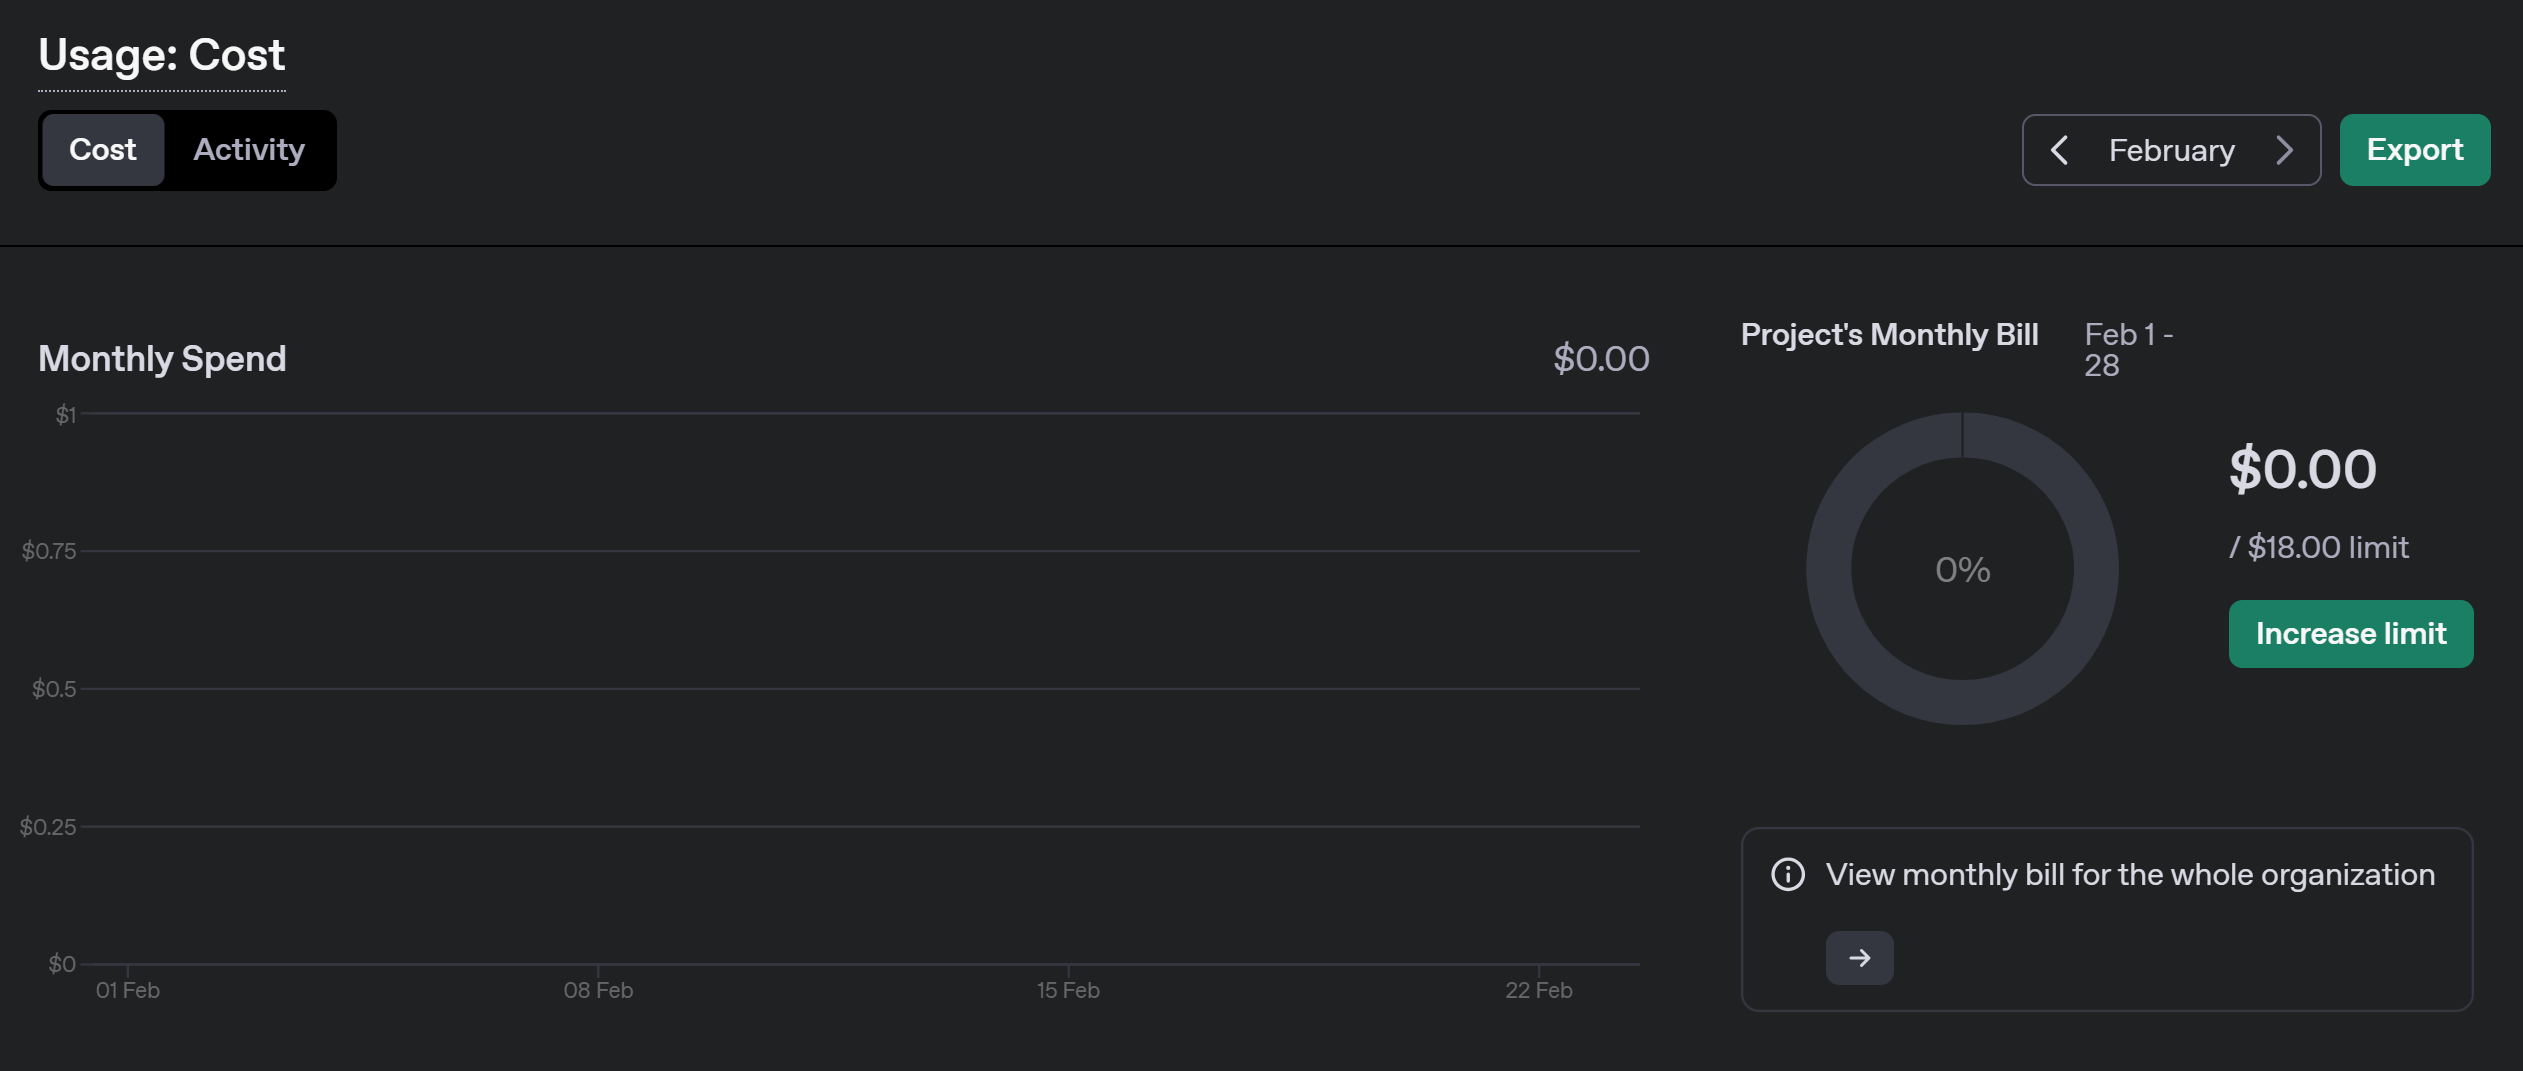 Usage: Cost
Cost
Activity
February
Export
Monthly Spend
$0.00
$1
$0.75
$0.5
$0.25
$0
01 Feb
08 Feb
15 Feb
22 Feb
Project's Monthly Bill
Feb 1 -
28
0%
$0.00
/ $18.00 limit
Increase limit
View monthly bill for the whole organization